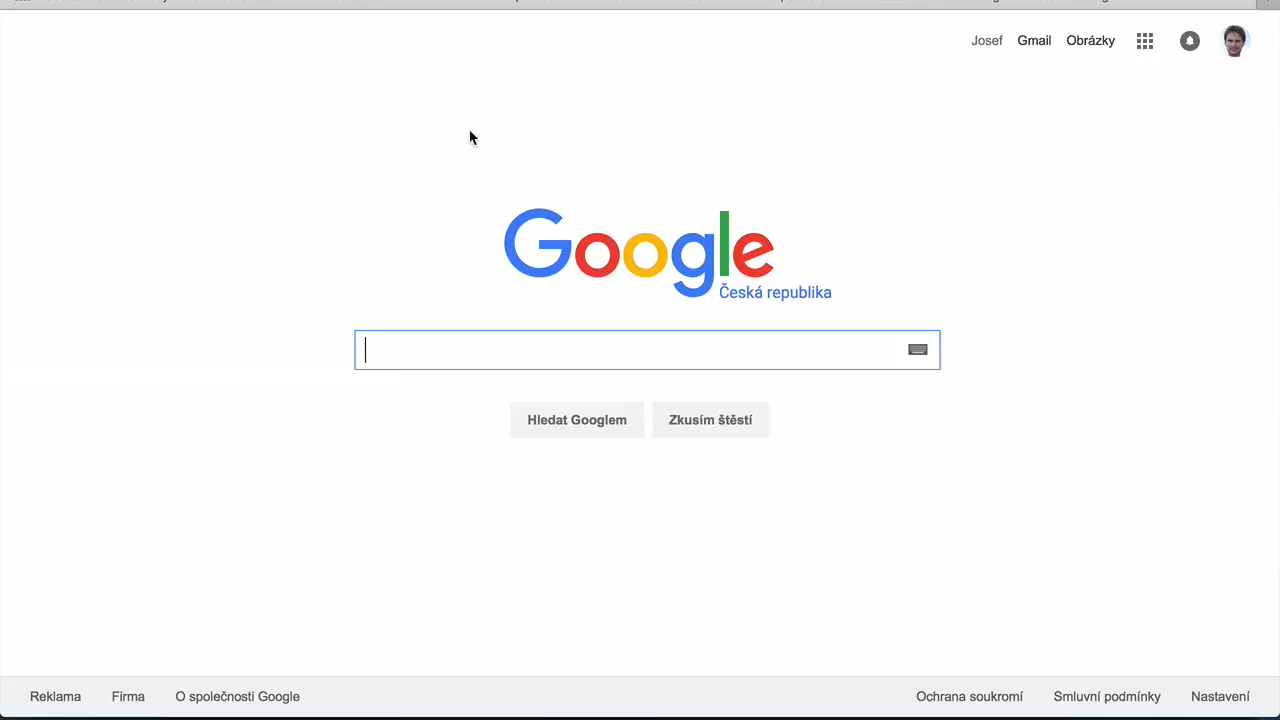 Josef Gmail Obrázky
Google
Česká republika
Hledat Googlem Zkusím štěstí
Reklama Firma O společnosti Google Ochrana soukromí Smluvní podmínky Nastavení